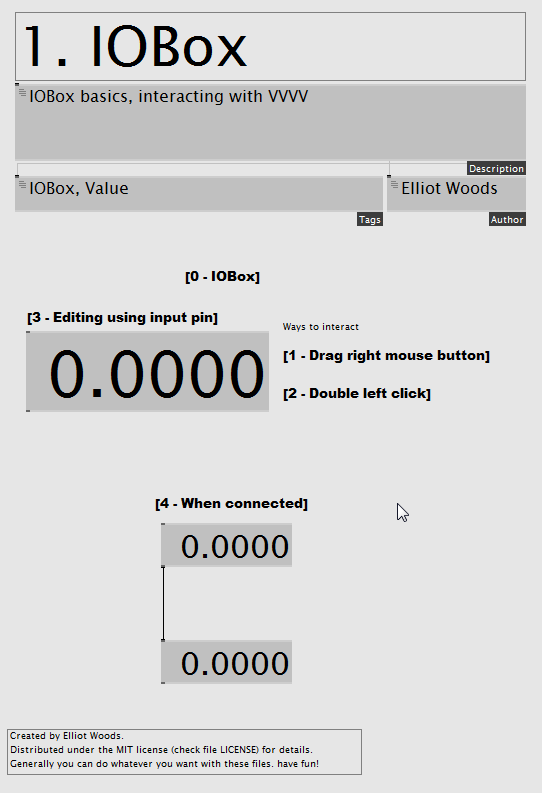 1. IOBox
IOBox basics, interacting with VVVV
Description
IOBox, Value
Elliot Woods
Tags
Author
[0 - IOBox]
[3 - Editing using input pin]
0.0000
Ways to interact
[1 - Drag right mouse button]
[2 - Double left click]
[4 - When connected]
0.0000
0.0000
Created by Elliot Woods.
Distributed under the MIT license (check file LICENSE) for details.
Generally you can do whatever you want with these files. have fun!